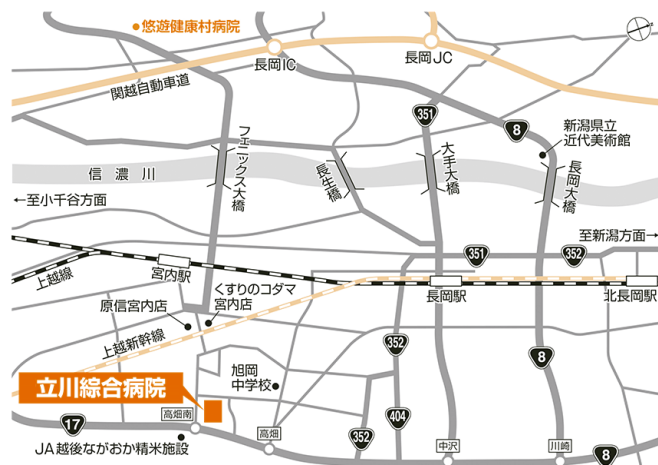 悠遊健康村病院
長岡IC
長岡JC
関越自動車道
351
8
新潟県立
近代美術館
フェニックス大橋
長生橋
大手大橋
長岡大橋
信濃川
←至小千谷方面
至新潟方面→
351
352
上越線
宮内駅
長岡駅
北長岡駅
くすりのコダマ
宮内店
原信宮内店
上越新幹線
352
8
旭岡
中学校
立川綜合病院
17
高畑南
404
352
高畑
中沢
川崎
8
JA越後ながおか精米施設